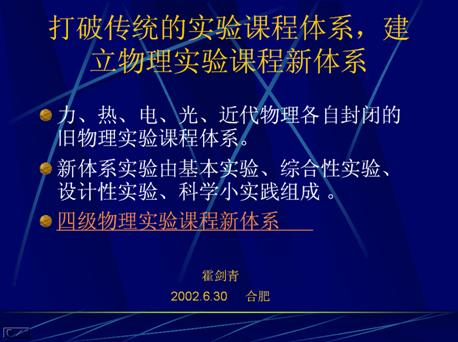 打破传统的实验课程体系，建
立物理实验课程新体系
力、热、电、光、近代物理各自封闭的
旧物理实验课程体系。
新体系实验由基本实验、综合性实验、
设计性实验、科学小实践组成 。
四级物理实验课程新体系
霍剑青
2002.6.30 合肥